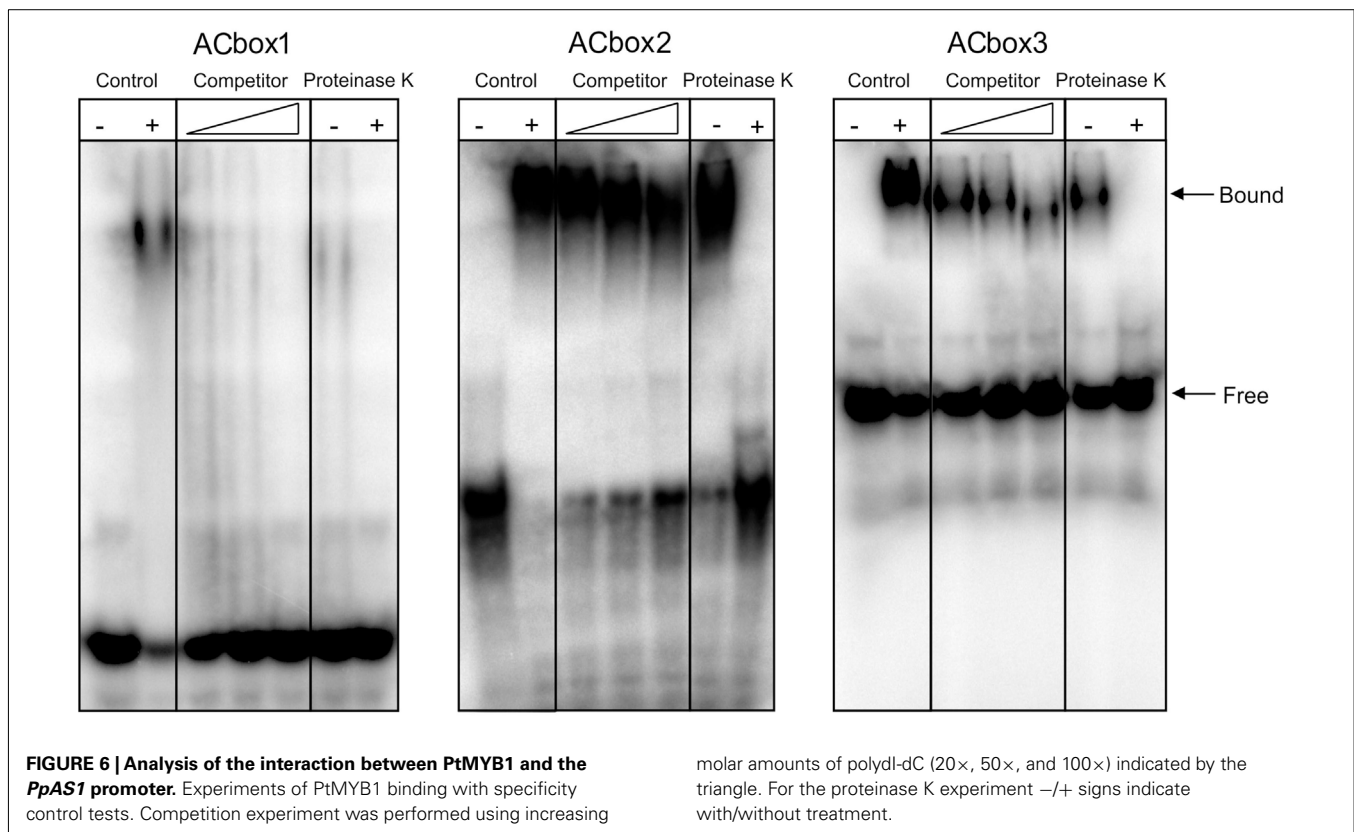 ACbox1 ACbox2 ACbox3
Control Competitor Proteinase K Control Competitor Proteinase K Control Competitor Proteinase K
- + - + - + - + - + - +
Bound
Free
FIGURE 6 | Analysis of the interaction between PtMYB1 and the
PpAS1 promoter. Experiments of PtMYB1 binding with specificity
control tests. Competition experiment was performed using increasing
molar amounts of polydI-dC (20×, 50×, and 100×) indicated by the
triangle. For the proteinase K experiment −/+ signs indicate
with/without treatment.